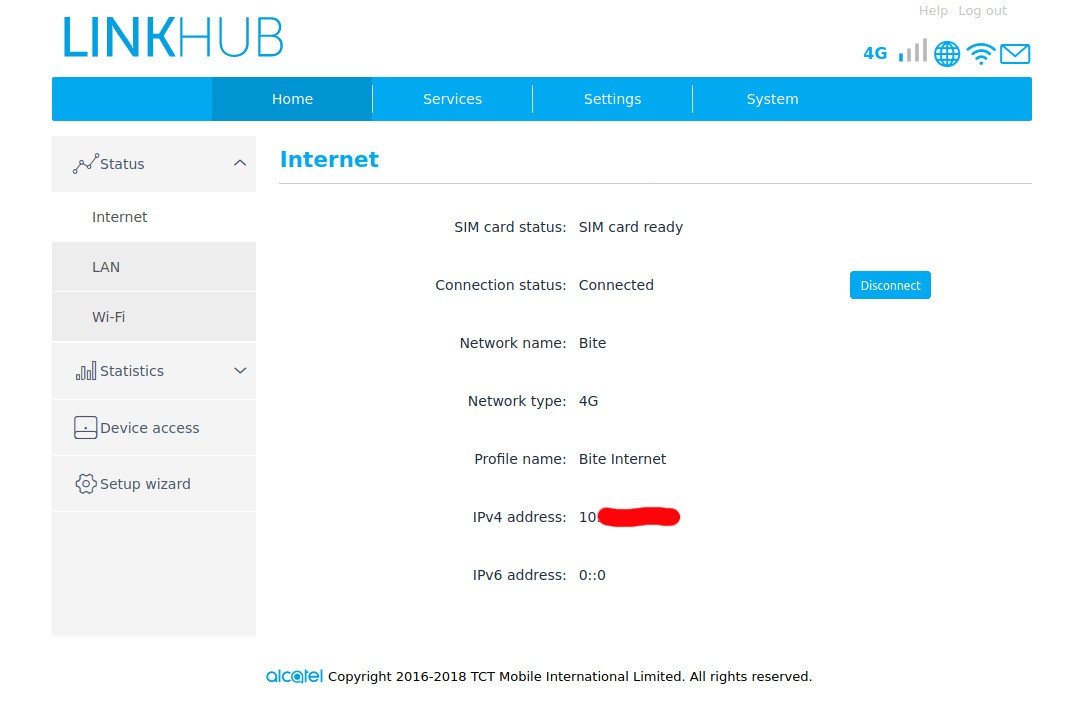 Help Log out
LINKHUB
4G
Home Services Settings System
Status
Internet
LAN
Wi-Fi
Statistics
Device access
Setup wizard
Internet
SIM card status: SIM card ready
Connection status: Connected Disconnect
Network name: Bite
Network type: 4G
Profile name: Bite Internet
IPv4 address: 10.
IPv6 address: 0::0
alcatel Copyright 2016-2018 TCT Mobile International Limited. All rights reserved.